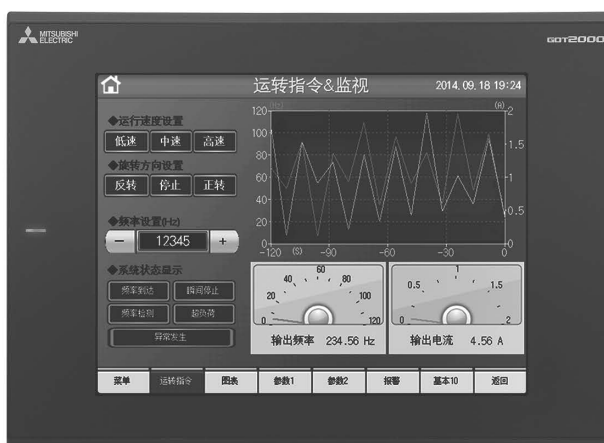 MITSUBISHI ELECTRIC
GOT2000
运转指令&监视
2014.09.18 19:24
◆运行速度设置
低速 中速 高速
◆旋转方向设置
反转 停止 正转
◆频率设置(Hz)
－ 12345 ＋
◆系统状态显示
频率到达 瞬间停止
频率检测 超负荷
异常发生
(Hz) (A)
120 100 80 60 40 20 0
2 1.5 1 0.5 0
-120 (S) -90 -60 -30 0
0 20 40 60 80 100 120
输出频率 234.56 Hz
0 0.5 1 1.5 2
输出电流 4.56 A
菜单 运转指令 图表 参数1 参数2 报警 基本10 返回